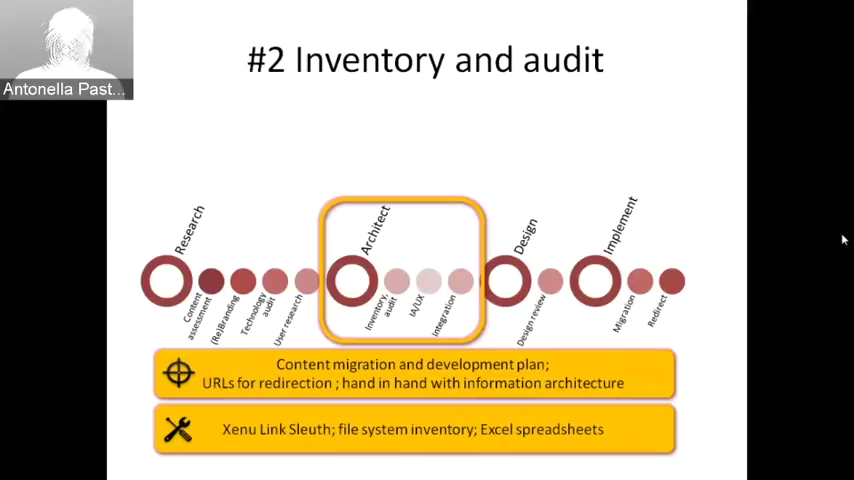 Antonella Past...
#2 Inventory and audit
Research
Content
assessment
(Re)Branding
Technology
audit
User research
Architect
Inventory,
audit
IA/UX
Integration
Design
Design review
Implement
Migration
Redirect
Content migration and development plan;
URLs for redirection ; hand in hand with information architecture
Xenu Link Sleuth; file system inventory; Excel spreadsheets